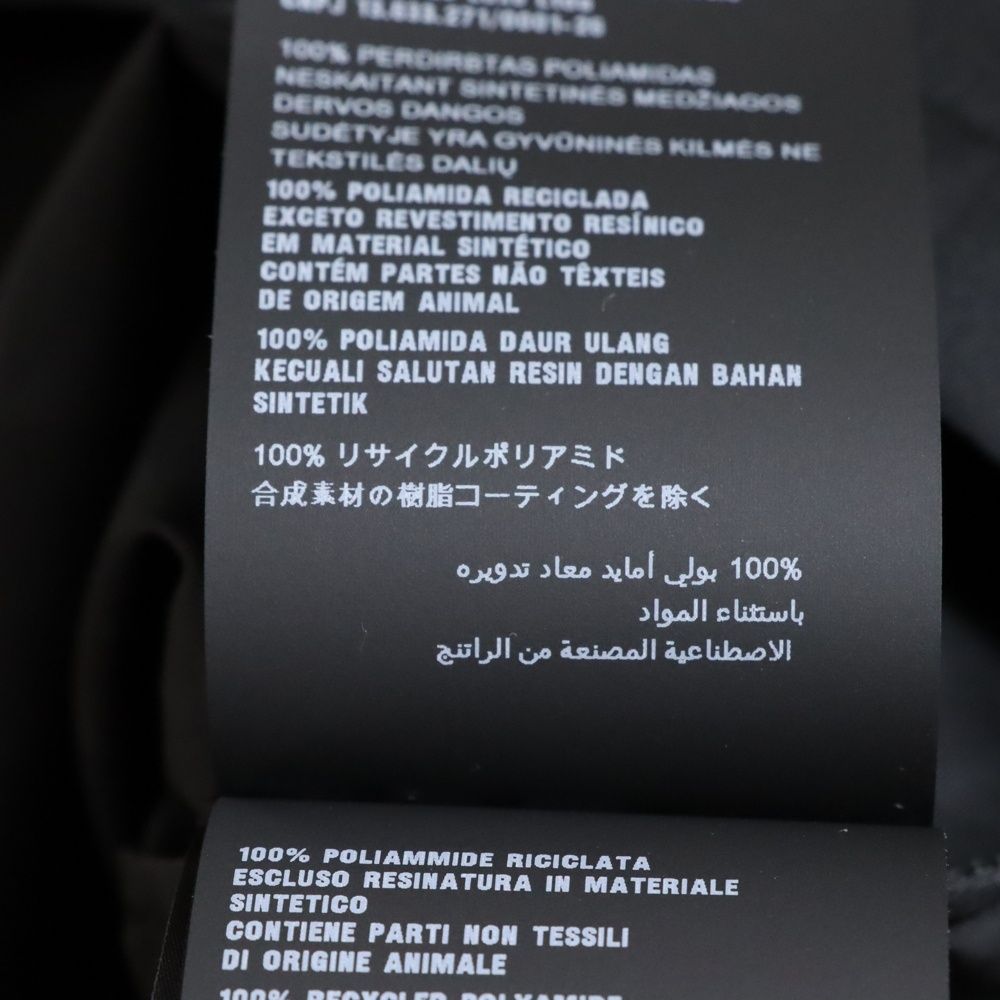 100% PERDIRBTAS POLIAMIDAS
NESKAITANT SINTETINĖS MEDŽIAGOS
DERVOS DANGOS
SUDĖTYJE YRA GYVŪNINĖS KILMĖS NE
TEKSTILĖS DALIŲ
100% POLIAMIDA RECICLADA
EXCETO REVESTIMENTO RESÍNICO
EM MATERIAL SINTÉTICO
CONTÉM PARTES NÃO TÊXTEIS
DE ORIGEM ANIMAL
100% POLIAMIDA DAUR ULANG
KECUALI SALUTAN RESIN DENGAN BAHAN
SINTETIK
100% リサイクルポリアミド
合成素材の樹脂コーティングを除く
100% بولي أمايد معاد تدويره
باستثناء المواد
الاصطناعية المصنعة من الراتنج
100% POLIAMMIDE RICICLATA
ESCLUSO RESINATURA IN MATERIALE
SINTETICO
CONTIENE PARTI NON TESSILI
DI ORIGINE ANIMALE
100% RECYCLED POLYAMIDE